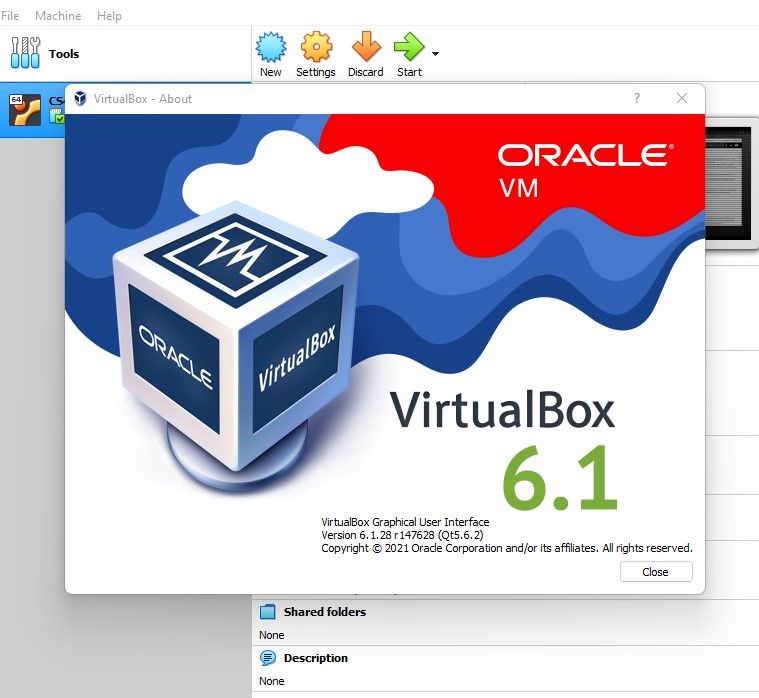 File Machine Help
Tools
New Settings Discard Start
64
CS
VirtualBox - About
?
ORACLE®
VM
ORACLE
VirtualBox
VirtualBox
6.1
VirtualBox Graphical User Interface
Version 6.1.28 r147628 (Qt5.6.2)
Copyright © 2021 Oracle Corporation and/or its affiliates. All rights reserved.
Close
Shared folders
None
Description
None